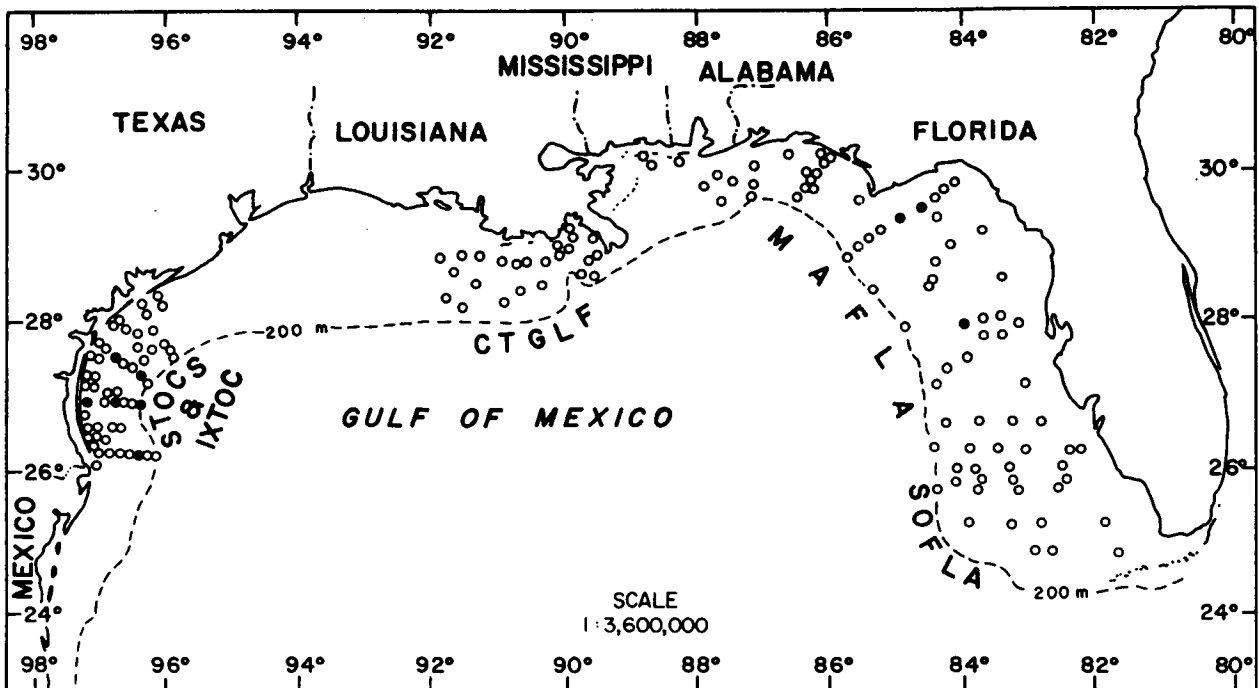 98° 96° 94° 92° 90° 88° 86° 84° 82° 80°
MISSISSIPPI ALABAMA
TEXAS LOUISIANA FLORIDA
30° 30°
MAFLA
28° 28°
200 m
CTGLF
STOCS
&
IXTOC
GULF OF MEXICO
26° 26°
SOFLA
MEXICO
200 m
SCALE
1:3,600,000
24° 24°
98° 96° 94° 92° 90° 88° 86° 84° 82° 80°